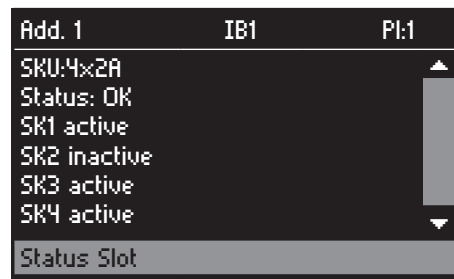 Add. 1 IB1 PI:1
SKU:4x2A
Status: OK
SK1 active
SK2 inactive
SK3 active
SK4 active
Status Slot